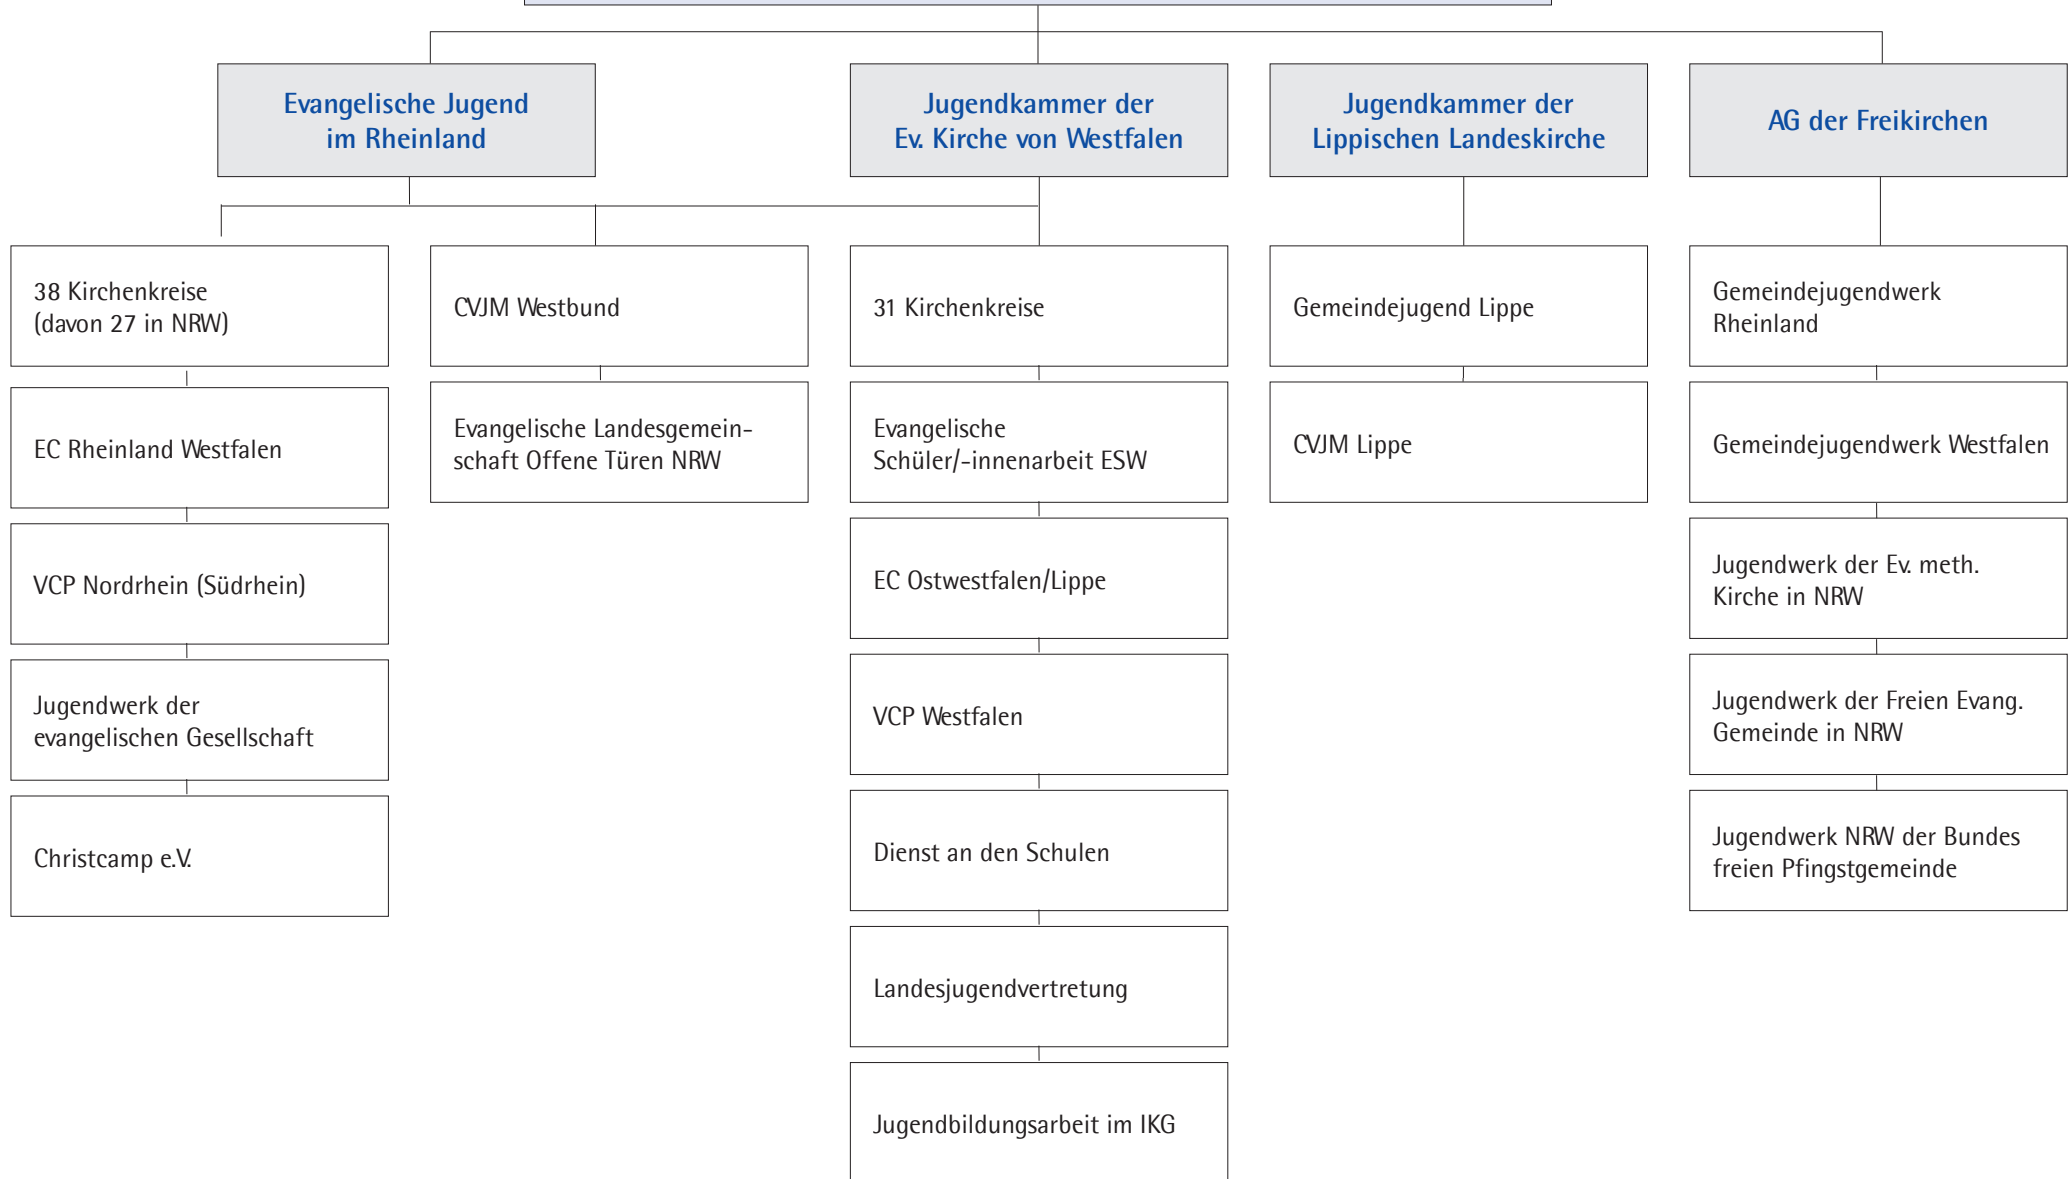 Evangelische Jugend
im Rheinland
Jugendkammer der
Ev. Kirche von Westfalen
Jugendkammer der
Lippischen Landeskirche
AG der Freikirchen
38 Kirchenkreise
(davon 27 in NRW)
EC Rheinland Westfalen
VCP Nordrhein (Südrhein)
Jugendwerk der
evangelischen Gesellschaft
Christcamp e.V.
CVJM Westbund
Evangelische Landesgemein-
schaft Offene Türen NRW
31 Kirchenkreise
Evangelische
Schüler/-innenarbeit ESW
EC Ostwestfalen/Lippe
VCP Westfalen
Dienst an den Schulen
Landesjugendvertretung
Jugendbildungsarbeit im IKG
Gemeindejugend Lippe
CVJM Lippe
Gemeindejugendwerk
Rheinland
Gemeindejugendwerk Westfalen
Jugendwerk der Ev. meth.
Kirche in NRW
Jugendwerk der Freien Evang.
Gemeinde in NRW
Jugendwerk NRW der Bundes
freien Pfingstgemeinde